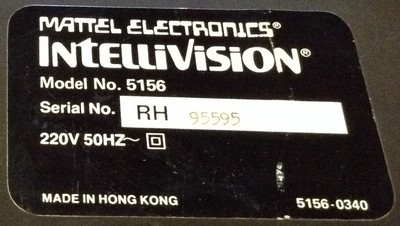 MATTEL ELECTRONICS®
INTELLIVISION®
Model No. 5156
Serial No. RH 95595
220V 50HZ~
MADE IN HONG KONG 5156-0340